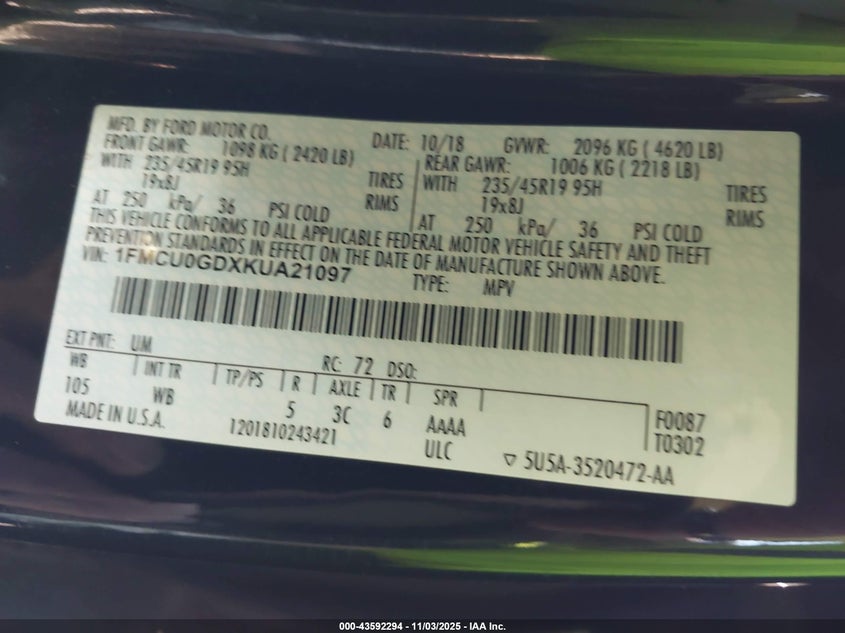 MFD. BY FORD MOTOR CO. DATE: 10/18 GVWR: 2096 KG ( 4620 LB)
FRONT GAWR: 1098 KG ( 2420 LB) REAR GAWR: 1006 KG ( 2218 LB)
WITH 235/45R19 95H TIRES WITH 235/45R19 95H TIRES
19x8J RIMS 19x8J RIMS
AT 250 kPa/ 36 PSI COLD AT 250 kPa/ 36 PSI COLD
THIS VEHICLE CONFORMS TO ALL APPLICABLE FEDERAL MOTOR VEHICLE SAFETY AND THEFT
PREVENTION STANDARDS IN EFFECT ON THE DATE OF MANUFACTURE SHOWN ABOVE.
VIN: 1FMCU0GDXKUA21097 TYPE: MPV
EXT PNT: UM RC: 72 DSO:
WB INT TR TP/PS R AXLE TR SPR
105 WB 5 3C 6 AAAA F0087
MADE IN U.S.A. 1201810243421 ULC T0302
▽ 5U5A-3520472-AA
000-43592294 - 11/03/2025 - IAA Inc.